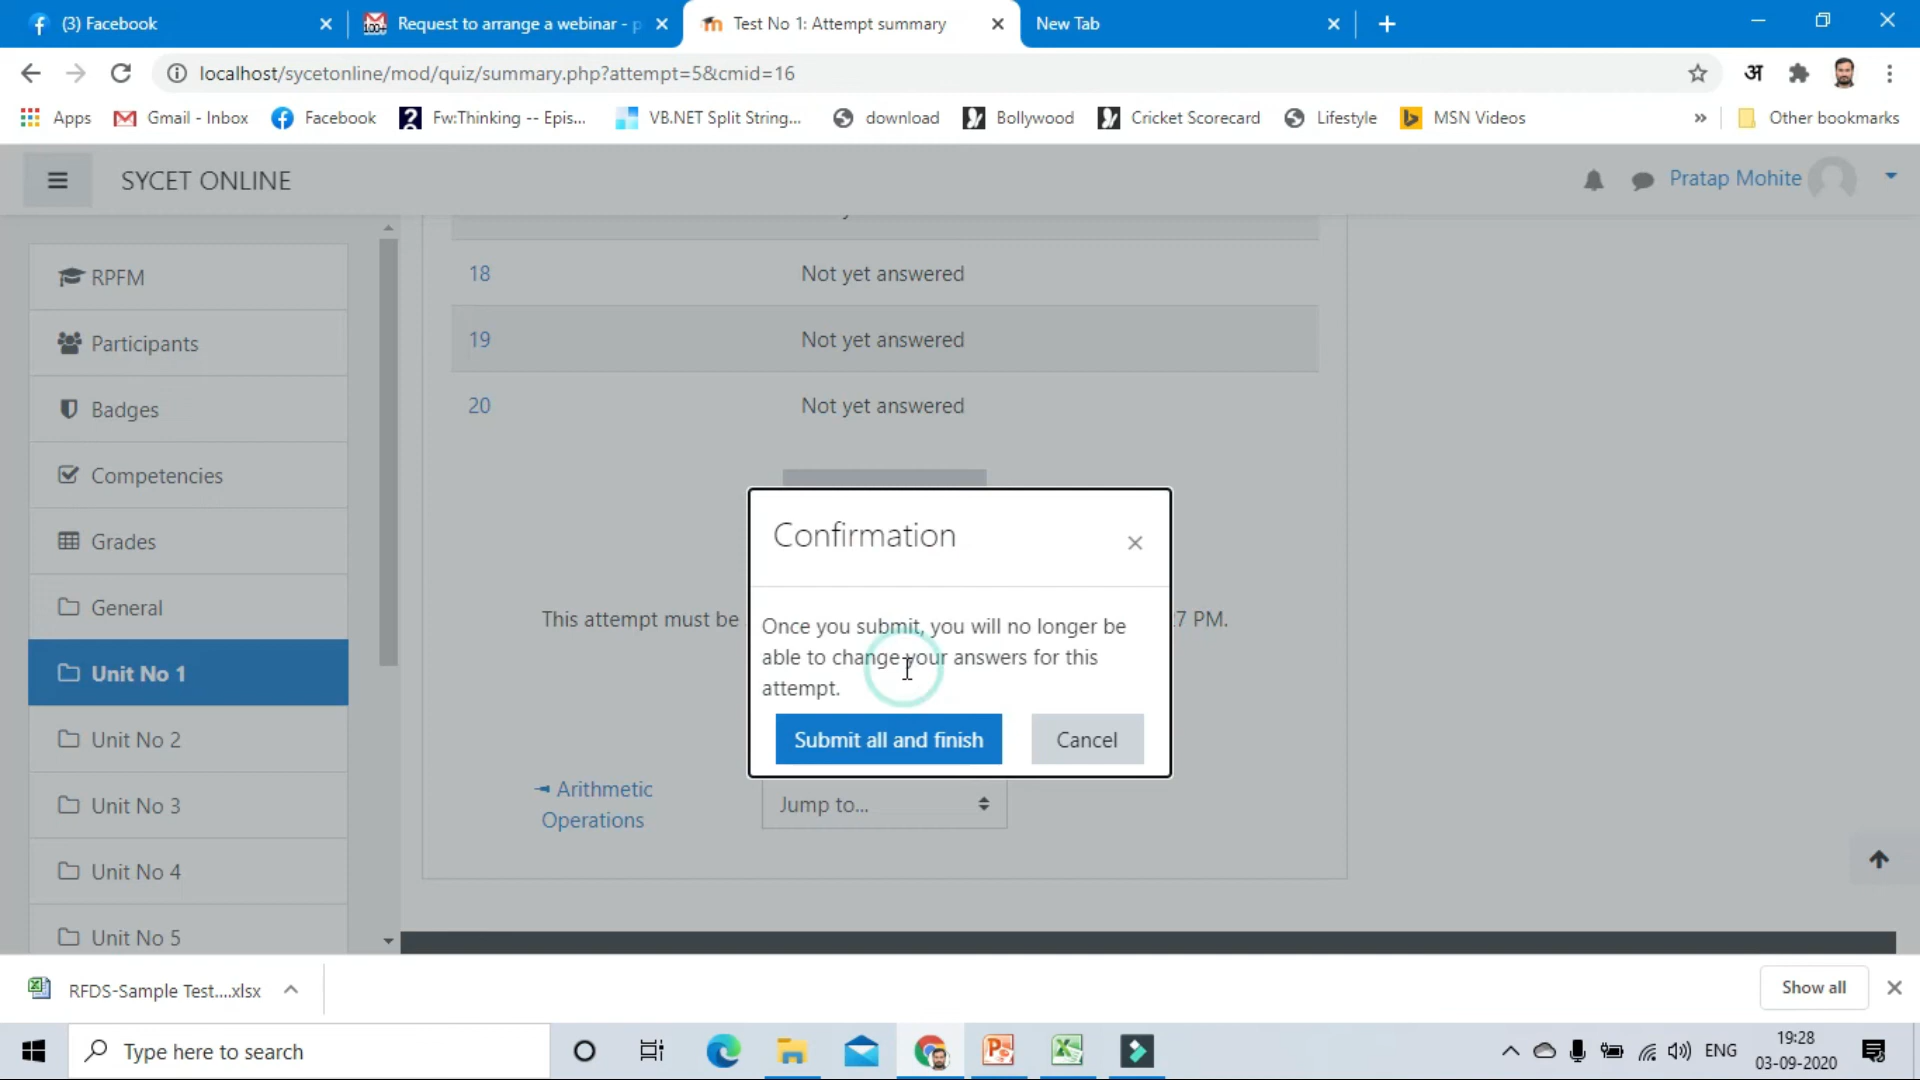 (3) Facebook
Request to arrange a webinar - p
Test No 1: Attempt summary
New Tab
localhost/sycetonline/mod/quiz/summary.php?attempt=5&cmid=16
अ
Apps
Gmail - Inbox
Facebook
Fw:Thinking -- Epis...
VB.NET Split String...
download
Bollywood
Cricket Scorecard
Lifestyle
MSN Videos
Other bookmarks
SYCET ONLINE
Pratap Mohite
RPFM
Participants
Badges
Competencies
Grades
General
Unit No 1
Unit No 2
Unit No 3
Unit No 4
Unit No 5
18 Not yet answered
19 Not yet answered
20 Not yet answered
This attempt must be
7 PM.
Confirmation
Once you submit, you will no longer be
able to change your answers for this
attempt.
Submit all and finish
Cancel
Arithmetic
Operations
Jump to...
RFDS-Sample Test....xlsx
Show all
Type here to search
ENG
19:28
03-09-2020